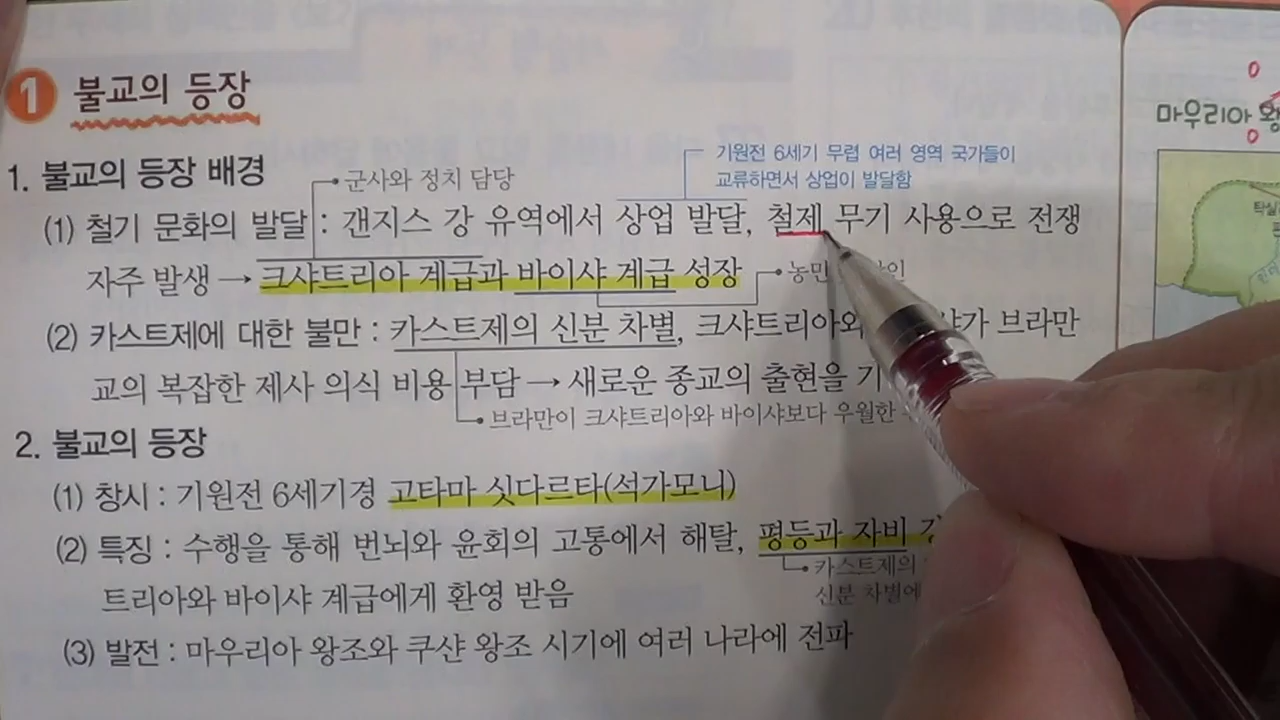 1 불교의 등장
1. 불교의 등장 배경
군사와 정치 담당
기원전 6세기 무렵 여러 영역 국가들이
교류하면서 상업이 발달함
(1) 철기 문화의 발달 : 갠지스 강 유역에서 상업 발달, 철제 무기 사용으로 전쟁
자주 발생 → 크샤트리아 계급과 바이샤 계급 성장
(2) 카스트제에 대한 불만 : 카스트제의 신분 차별, 크샤트리아와 브라만
교의 복잡한 제사 의식 비용 부담 → 새로운 종교의 출현을
브라만이 크샤트리아와 바이샤보다 우월한
2. 불교의 등장
(1) 창시 : 기원전 6세기경 고타마 싯다르타(석가모니)
(2) 특징 : 수행을 통해 번뇌와 윤회의 고통에서 해탈, 평등과 자비
카스트제의
신분 차별에
트리아와 바이샤 계급에게 환영 받음
(3) 발전 : 마우리아 왕조와 쿠샨 왕조 시기에 여러 나라에 전파
마우리아 왕